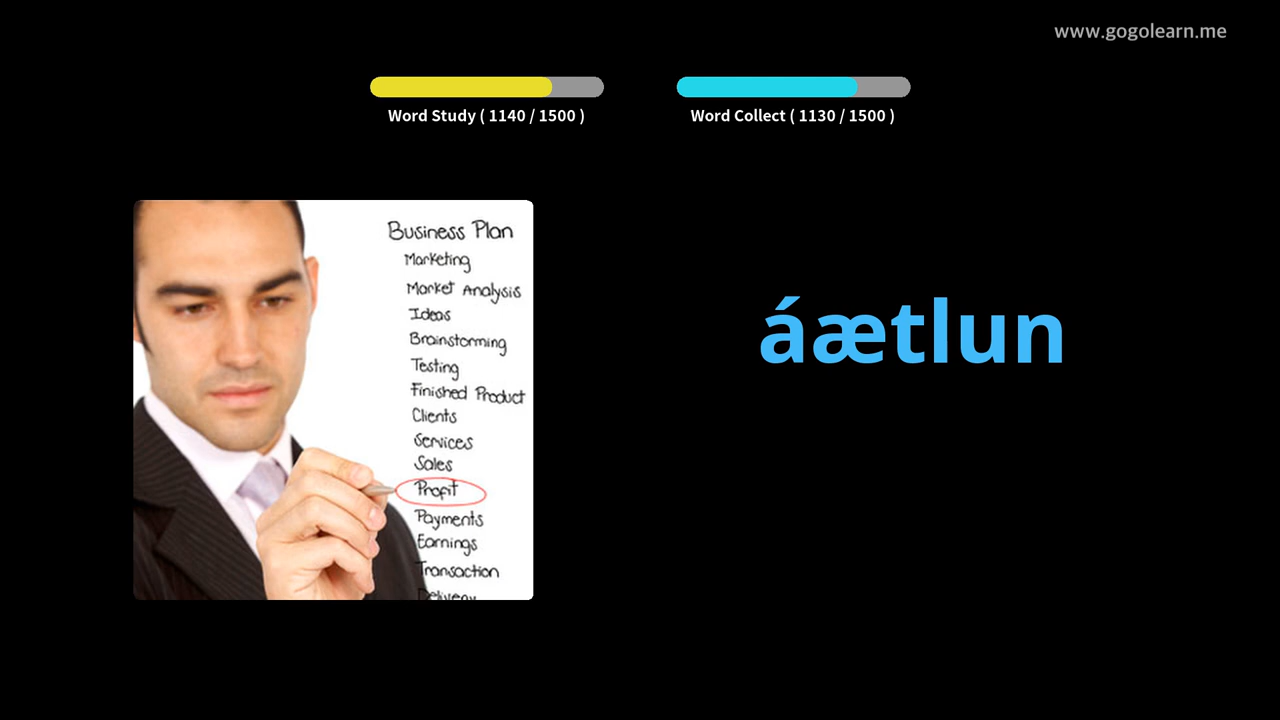 www.gogolearn.me
Word Study ( 1140 / 1500 )
Word Collect ( 1130 / 1500 )
Business Plan
Marketing
Market Analysis
Ideas
Brainstorming
Testing
Finished Product
Clients
Services
Sales
Profit
Payments
Earnings
Transaction
Delivery
áætlun